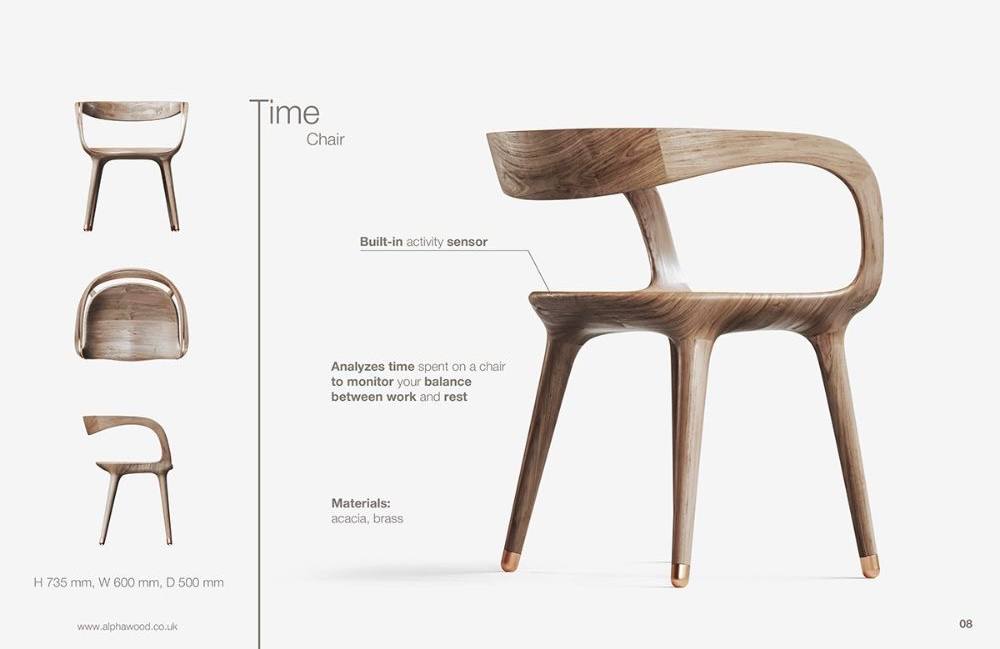 Time
Chair
Built-in activity sensor
Analyzes time spent on a chair
to monitor your balance
between work and rest
Materials:
acacia, brass
H 735 mm, W 600 mm, D 500 mm
www.alphawood.co.uk
08